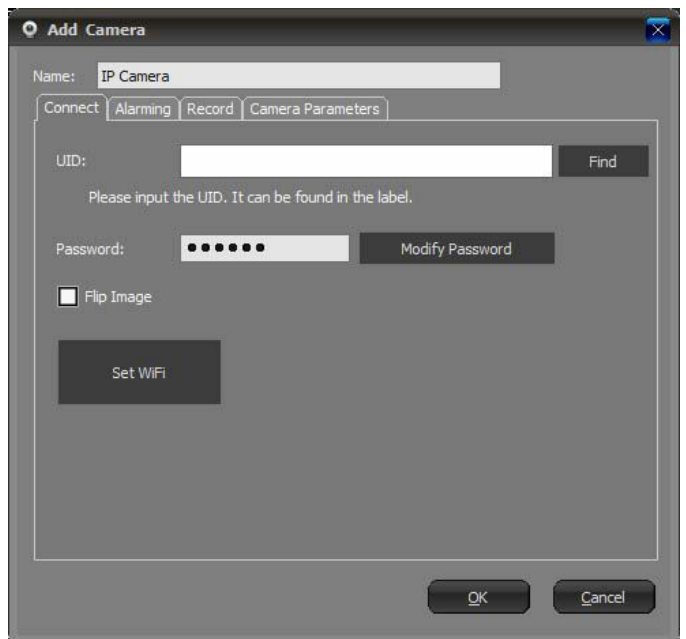 Add Camera
Name: IP Camera
Connect Alarming Record Camera Parameters
UID: Find
Please input the UID. It can be found in the label.
Password: ●●●●●● Modify Password
Flip Image
Set WiFi
OK Cancel